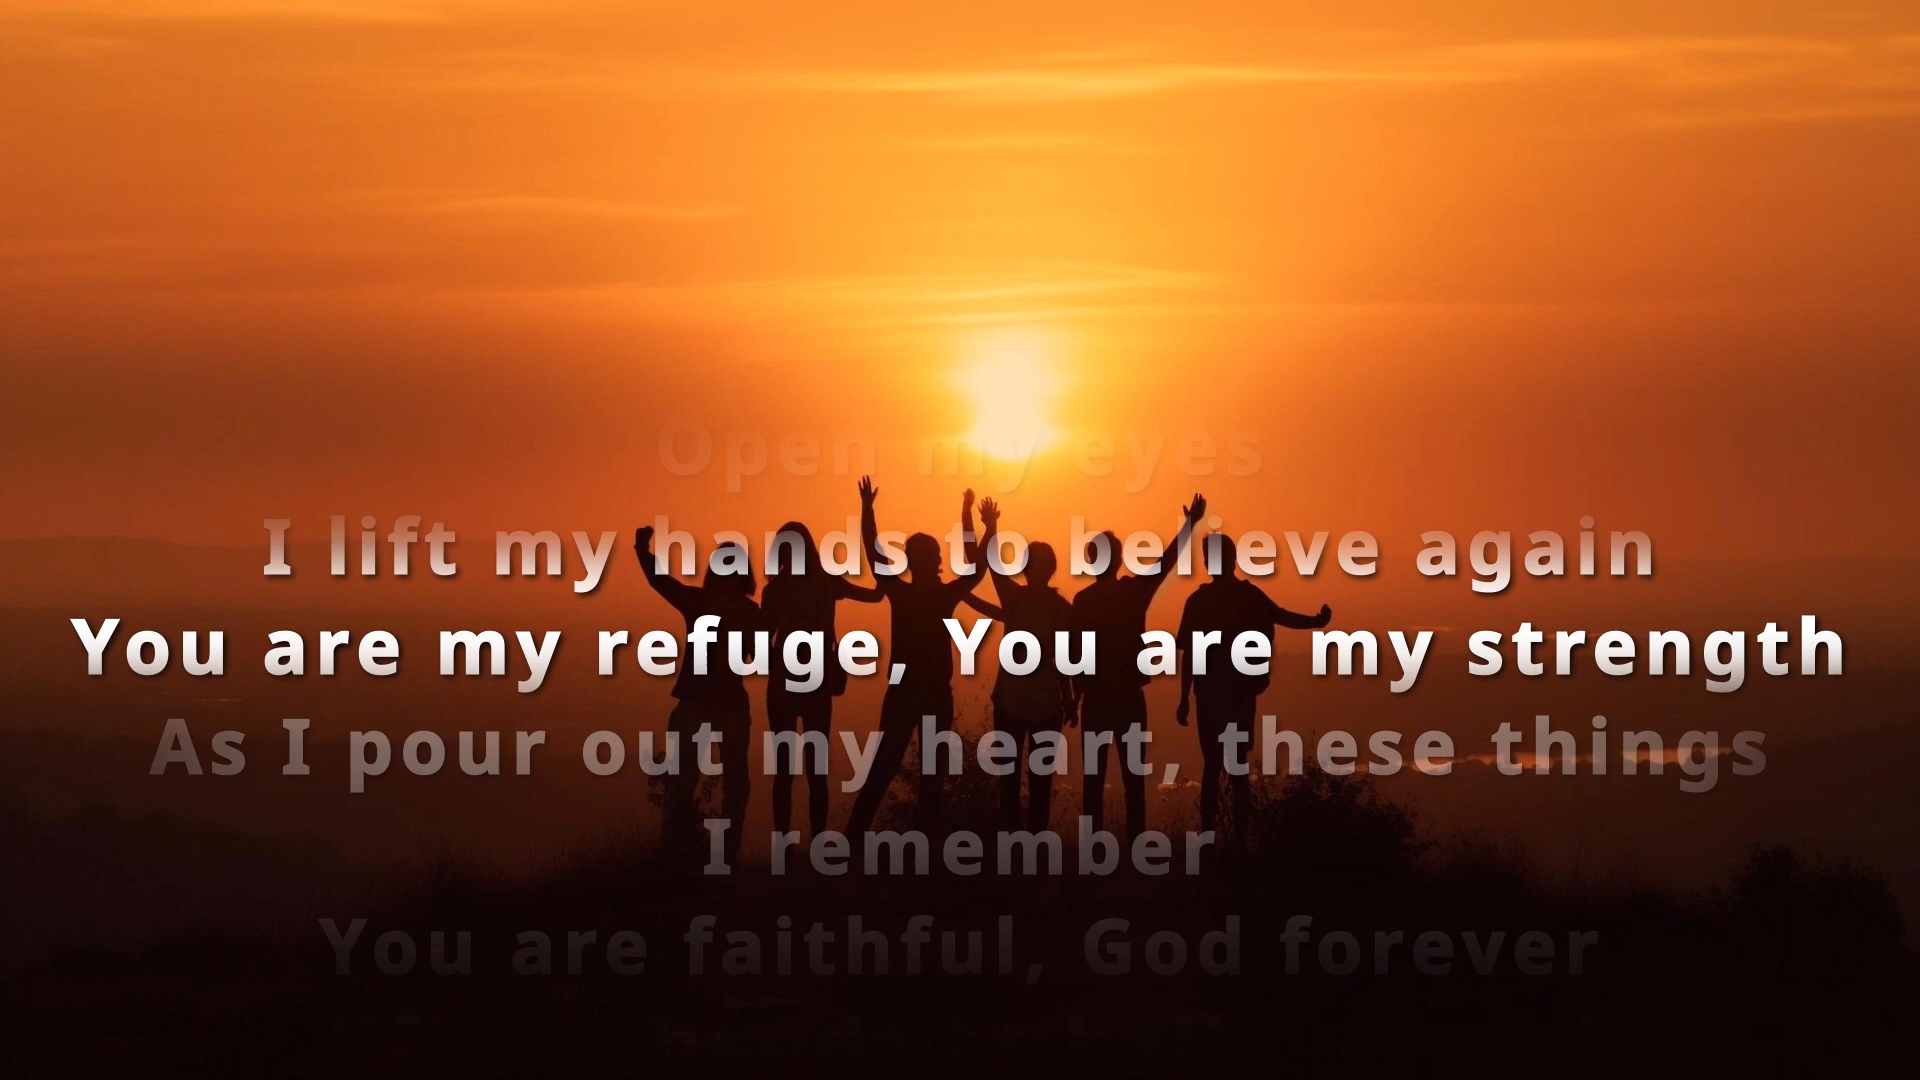 Open my eyes
I lift my hands to believe again
You are my refuge, You are my strength
As I pour out my heart, these things
I remember
You are faithful, God forever